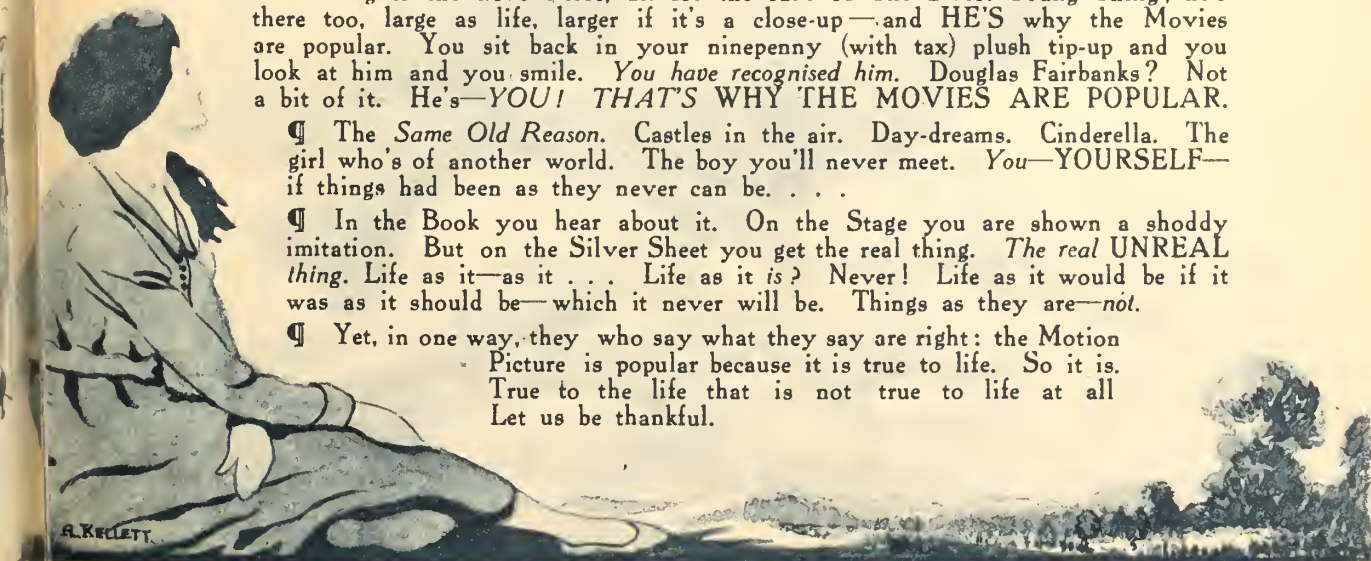 there too, large as life, larger if it's a close-up—and HE'S why the Movies
are popular. You sit back in your ninepenny (with tax) plush tip-up and you
look at him and you smile. You have recognised him. Douglas Fairbanks? Not
a bit of it. He's—YOU! THAT'S WHY THE MOVIES ARE POPULAR.
¶ The Same Old Reason. Castles in the air. Day-dreams. Cinderella. The
girl who's of another world. The boy you'll never meet. You—YOURSELF—
if things had been as they never can be. . . .
¶ In the Book you hear about it. On the Stage you are shown a shoddy
imitation. But on the Silver Sheet you get the real thing. The real UNREAL
thing. Life as it—as it . . . Life as it is? Never! Life as it would be if it
was as it should be—which it never will be. Things as they are—not.
¶ Yet, in one way, they who say what they say are right: the Motion
Picture is popular because it is true to life. So it is.
True to the life that is not true to life at all
Let us be thankful.
A. KELLETT.